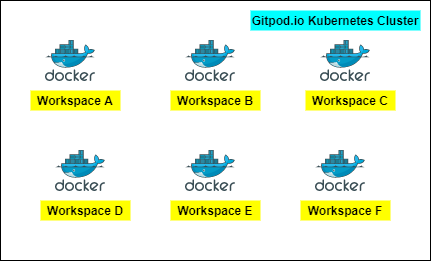 Gitpod.io Kubernetes Cluster
docker
Workspace A
docker
Workspace B
docker
Workspace C
docker
Workspace D
docker
Workspace E
docker
Workspace F